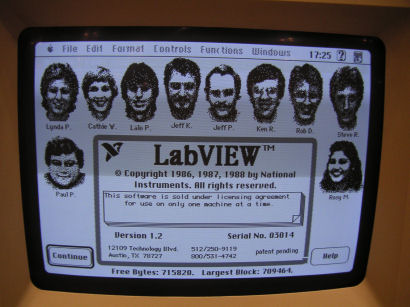 File Edit Format Controls Functions Windows 17:25
Lynda P. Cathie W. Lalo P. Jeff K. Jeff P. Ken R. Rob D. Steve R.
Paul P. Rosy M.
LabVIEW™
© Copyright 1986, 1987, 1988 by National
Instruments. All rights reserved.
This software is sold under licensing agreement
for use on only one machine at a time.
Version 1.2 Serial No. 03014
12109 Technology Blvd. 512/250-9119
Austin, TX 78727 800/531-4742 patent pending
Continue Help
Free Bytes: 715820. Largest Block: 709464.